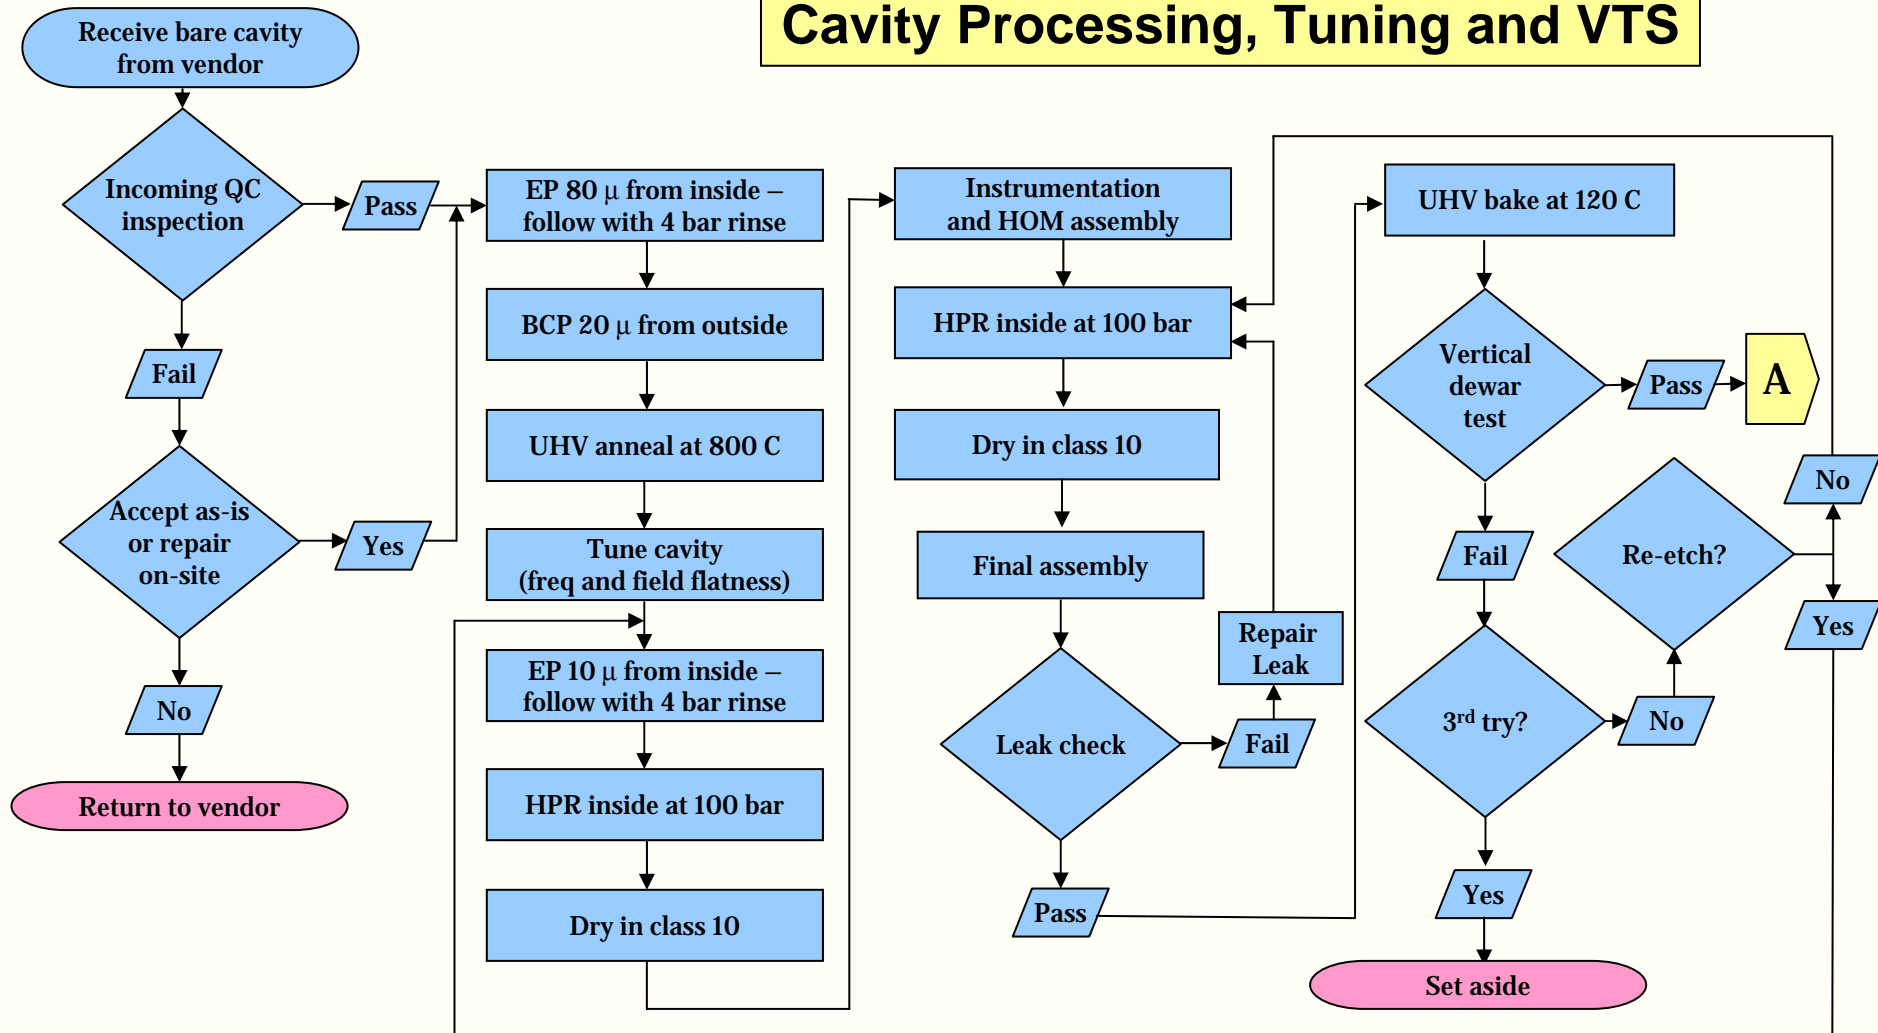 Cavity Processing, Tuning and VTS
Receive bare cavity
from vendor
Incoming QC
inspection
Pass
Fail
Accept as-is
or repair
on-site
Yes
No
Return to vendor
EP 80 μ from inside –
follow with 4 bar rinse
BCP 20 μ from outside
UHV anneal at 800 C
Tune cavity
(freq and field flatness)
EP 10 μ from inside –
follow with 4 bar rinse
HPR inside at 100 bar
Dry in class 10
Instrumentation
and HOM assembly
HPR inside at 100 bar
Dry in class 10
Final assembly
Repair
Leak
Leak check
Fail
Pass
UHV bake at 120 C
Vertical
dewar
test
Pass
A
Fail
Re-etch?
No
Yes
3rd try?
No
Yes
Set aside